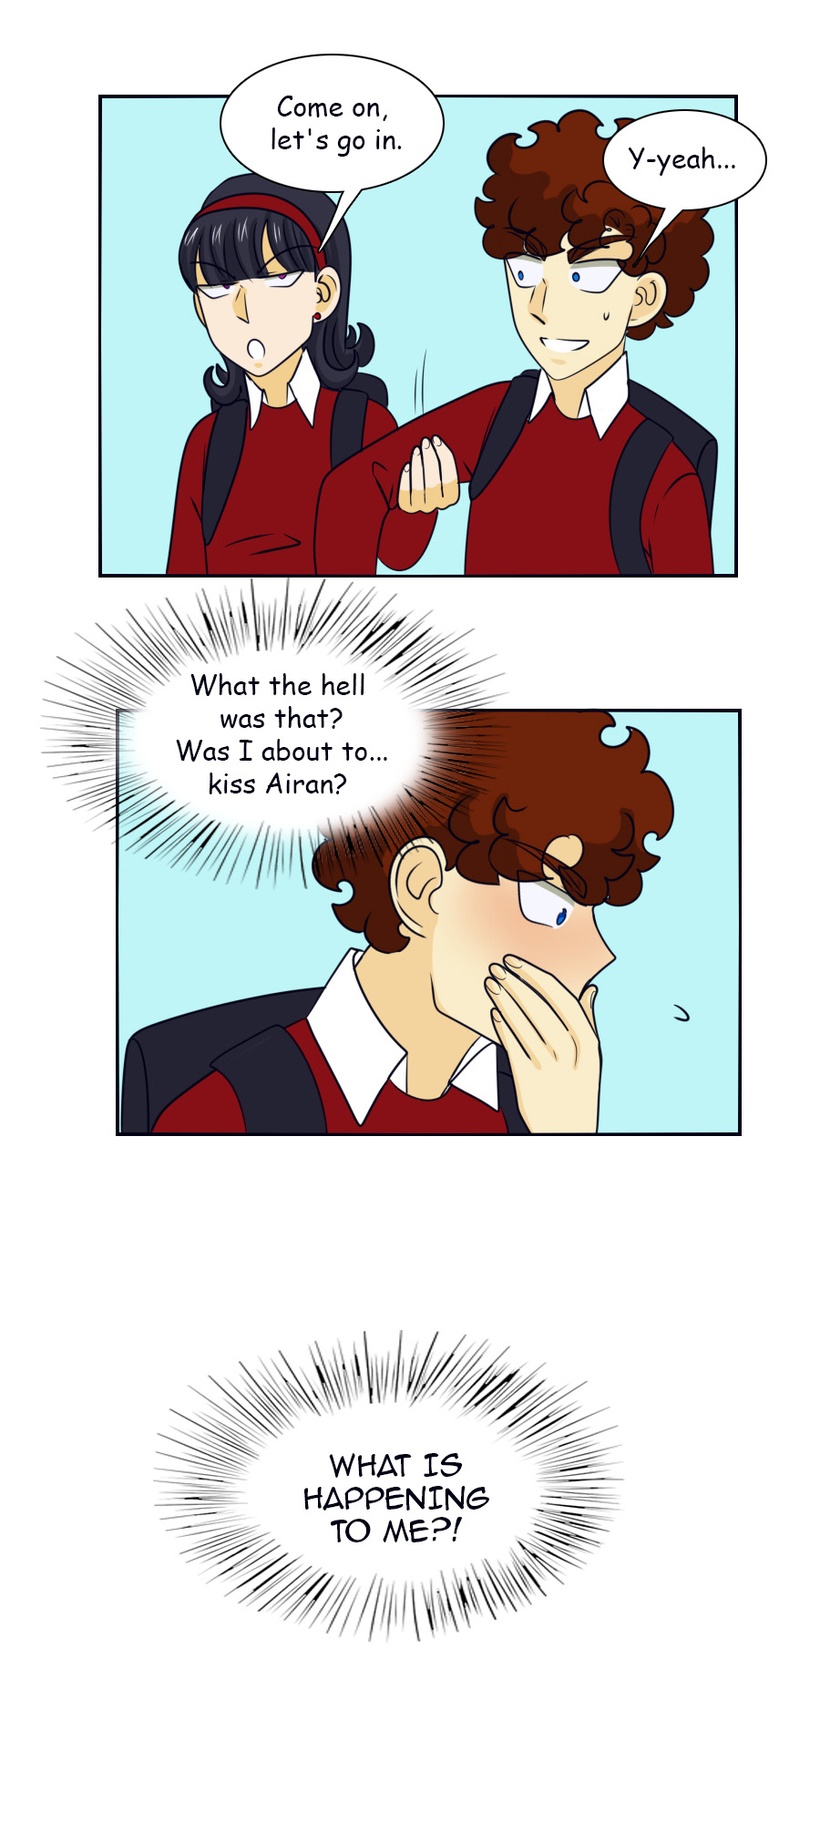 Come on,
let's go in.
Y-yeah...
What the hell
was that?
Was I about to...
kiss Airan?
WHAT IS
HAPPENING
TO ME?!